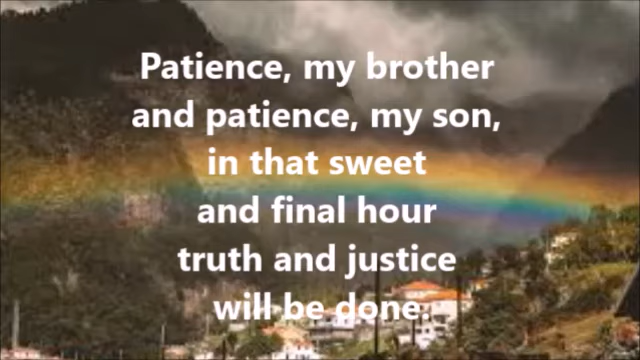 Patience, my brother
and patience, my son,
in that sweet
and final hour
truth and justice
will be done.